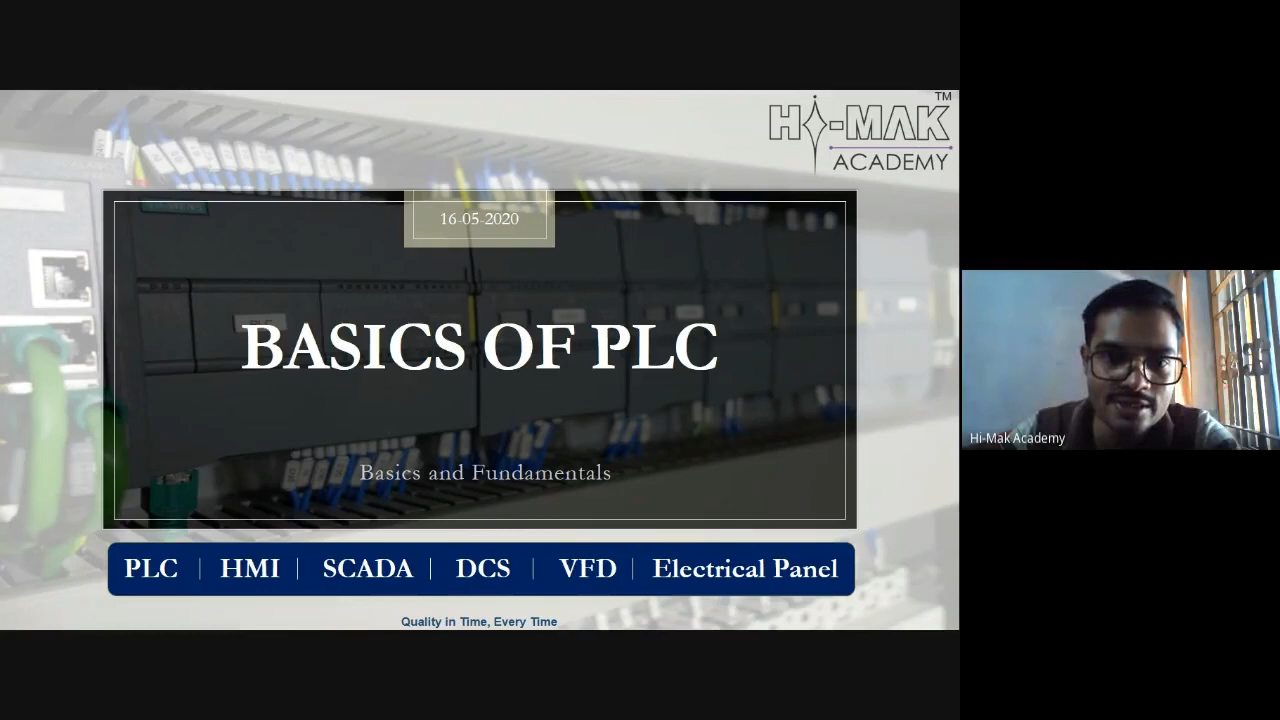 HI-MAK TM
ACADEMY
16-05-2020
BASICS OF PLC
Basics and Fundamentals
PLC | HMI | SCADA | DCS | VFD | Electrical Panel
Quality in Time, Every Time
Hi-Mak Academy